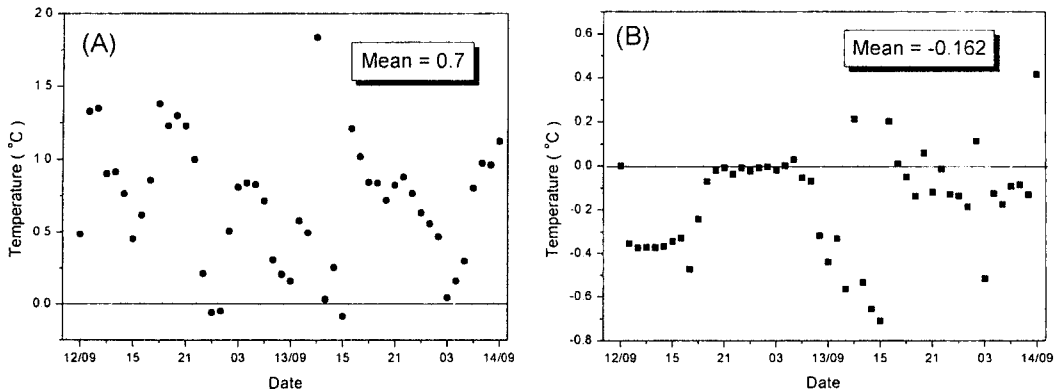 (A)
Mean = 0.7
Temperature ( °C )
2 0
1 5
1 0
0 5
0 0
12/09 15 21 03 13/09 15 21 03 14/09
Date
(B)
Mean = -0.162
Temperature ( °C )
0.6
0.4
0.2
0.0
-0.2
-0.4
-0.6
-0.8
12/09 15 21 03 13/09 15 21 03 14/09
Date